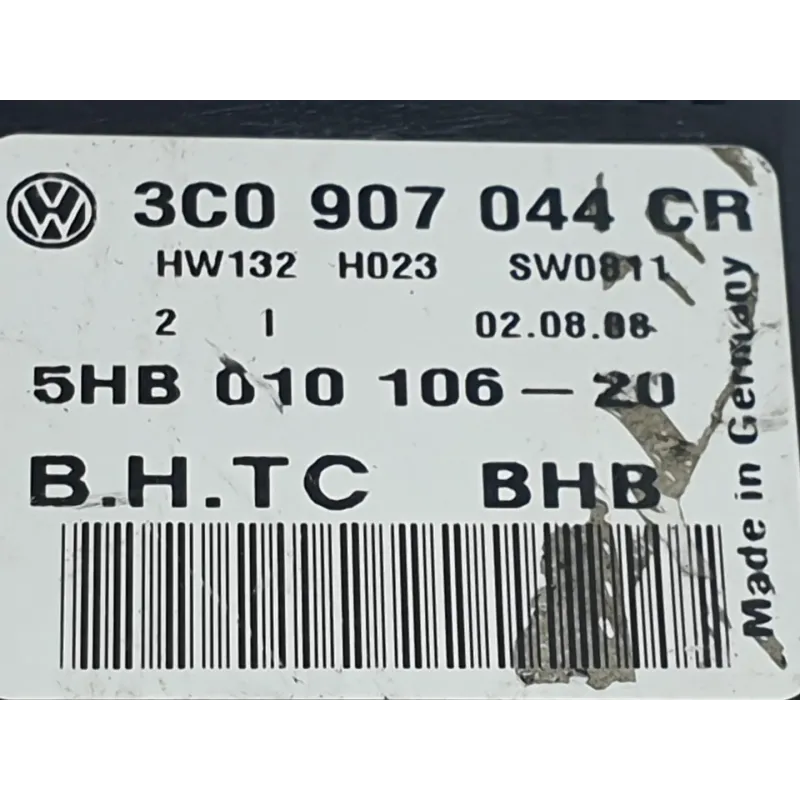 3C0 907 044 CR
HW132 H023 SW0811
2 I 02.08.08
5HB 010 106-20
B.H.TC BHB
Made in Germany